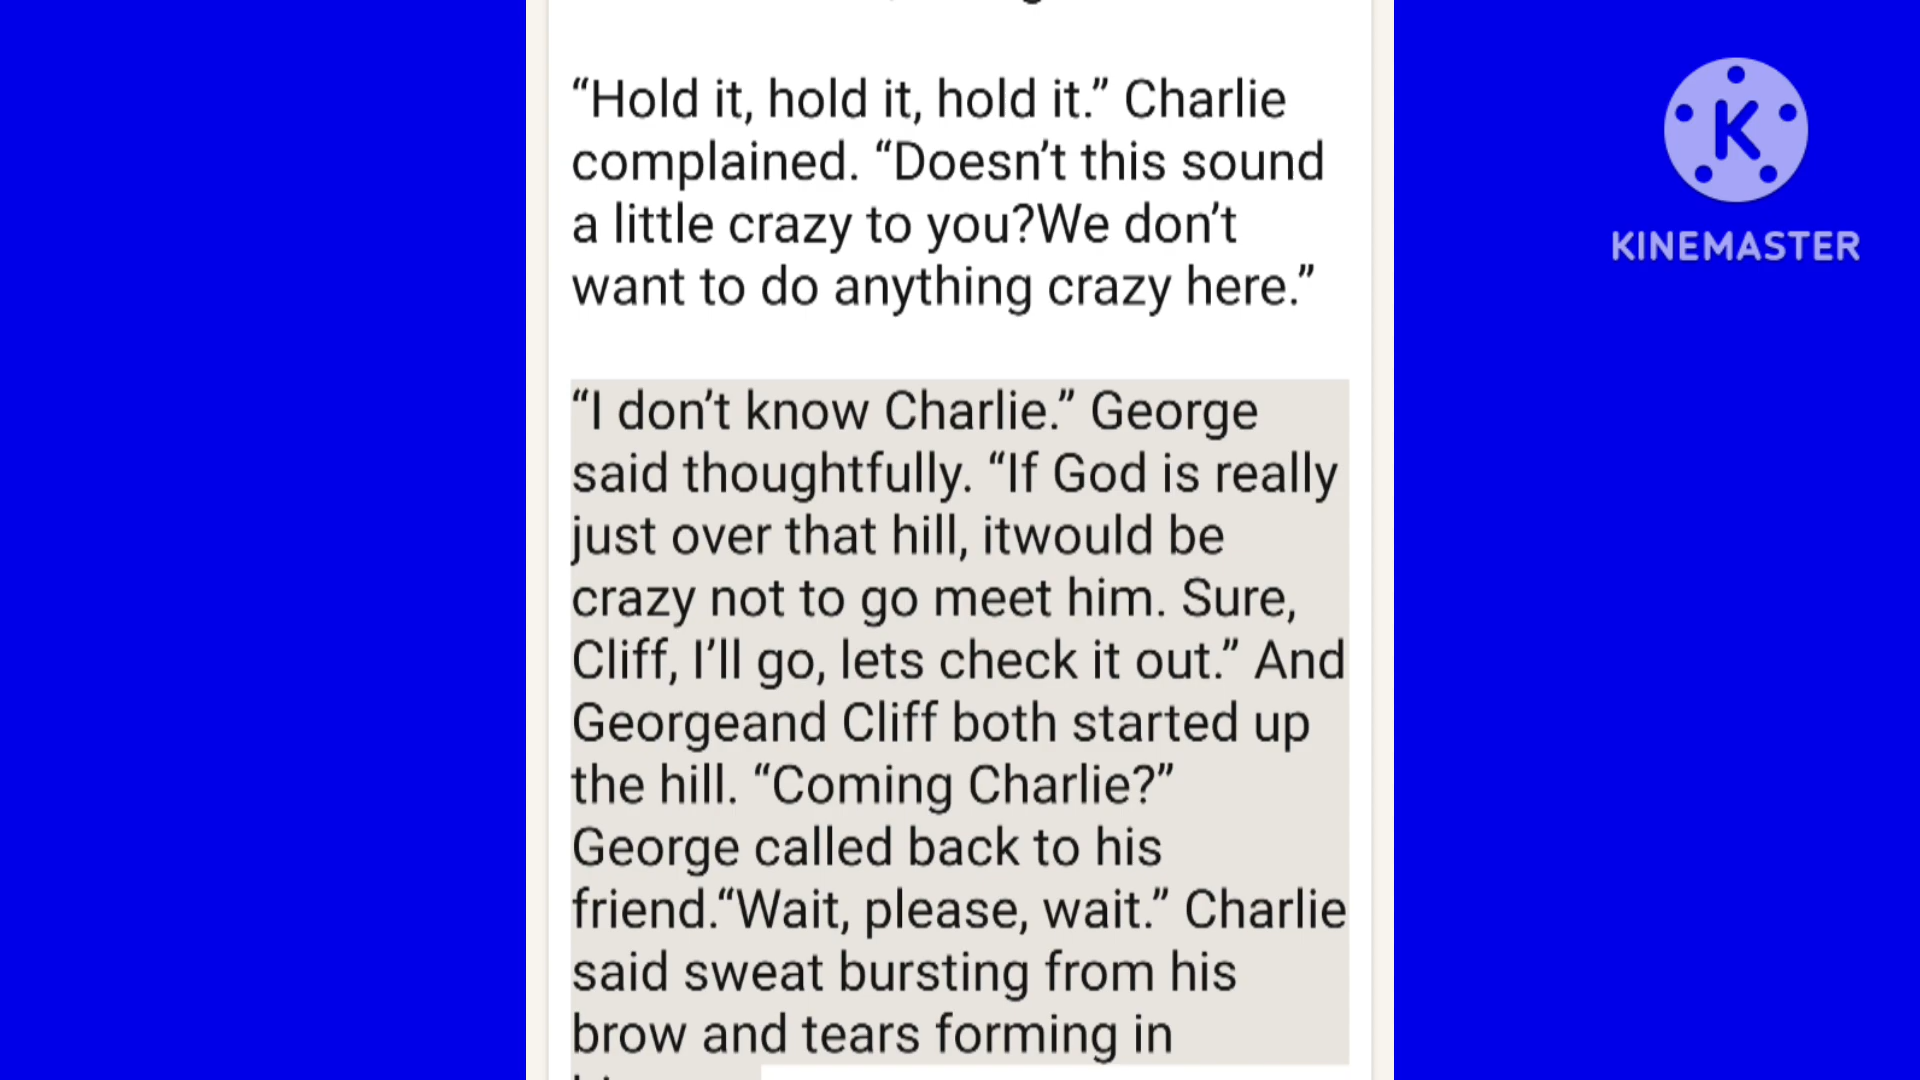 “Hold it, hold it, hold it.” Charlie
complained. “Doesn’t this sound
a little crazy to you?We don’t
want to do anything crazy here.”
“I don’t know Charlie.” George
said thoughtfully. “If God is really
just over that hill, itwould be
crazy not to go meet him. Sure,
Cliff, I’ll go, lets check it out.” And
Georgeand Cliff both started up
the hill. “Coming Charlie?”
George called back to his
friend.“Wait, please, wait.” Charlie
said sweat bursting from his
brow and tears forming in
K
KINEMASTER